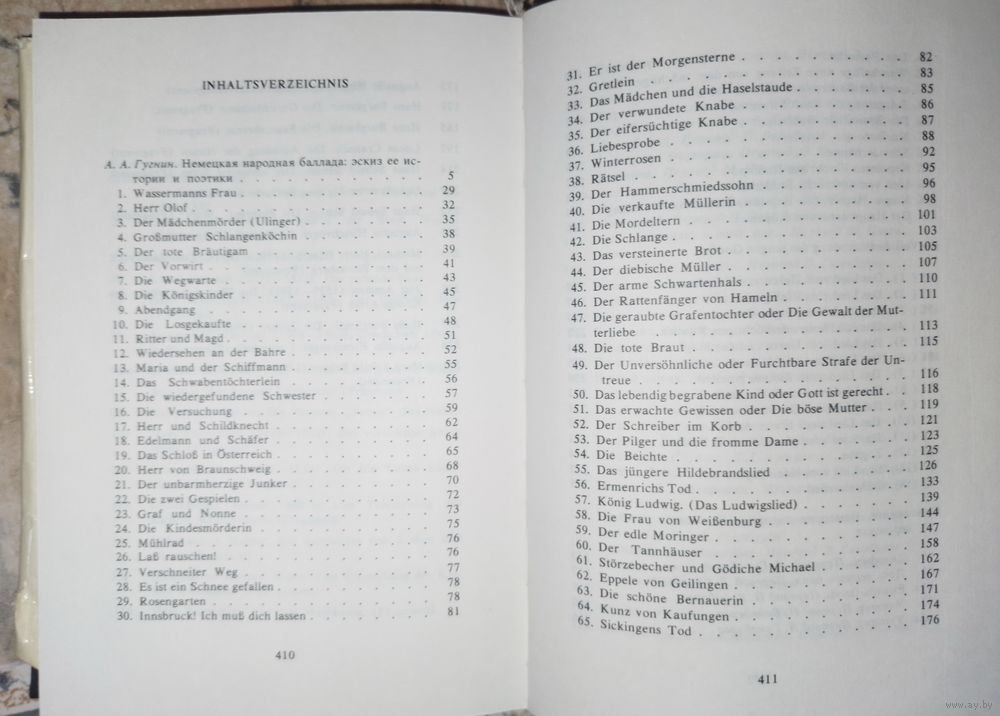 INHALTSVERZEICHNIS
А. А. Гугнин. Немецкая народная баллада: эскиз ее ис-
тории и поэтики . . . . . . . . . . . 5
1. Wassermanns Frau . . . . . . . . . . . 29
2. Herr Olof . . . . . . . . . . . 32
3. Der Mädchenmörder (Ulinger) . . . . . . . . 35
4. Großmutter Schlangenköchin . . . . . . . . 38
5. Der tote Bräutigam . . . . . . . . . . 39
6. Der Vorwirt . . . . . . . . . . . 41
7. Die Wegwarte . . . . . . . . . . . 43
8. Die Königskinder . . . . . . . . . . . 45
9. Abendgang . . . . . . . . . . . 47
10. Die Losgekaufte . . . . . . . . . . . 48
11. Ritter und Magd . . . . . . . . . . . 51
12. Wiedersehen an der Bahre . . . . . . . . 52
13. Maria und der Schiffmann . . . . . . . . 55
14. Das Schwabentöchterlein . . . . . . . . 56
15. Die wiedergefundene Schwester . . . . . . . 57
16. Die Versuchung . . . . . . . . . . . 59
17. Herr und Schildknecht . . . . . . . . . 62
18. Edelmann und Schäfer . . . . . . . . . 64
19. Das Schloß in Österreich . . . . . . . . 65
20. Herr von Braunschweig . . . . . . . . . 68
21. Der unbarmherzige Junker . . . . . . . . 70
22. Die zwei Gespielen . . . . . . . . . . 72
23. Graf und Nonne . . . . . . . . . . . 73
24. Die Kindesmörderin . . . . . . . . . . 75
25. Mühlrad . . . . . . . . . . . 76
26. Laß rauschen! . . . . . . . . . . . 76
27. Verschneiter Weg . . . . . . . . . . 77
28. Es ist ein Schnee gefallen . . . . . . . . 78
29. Rosengarten . . . . . . . . . . . 78
30. Innsbruck! Ich muß dich lassen . . . . . . . 81
410
31. Er ist der Morgensterne . . . . . . . . 82
32. Gretlein . . . . . . . . . . . 83
33. Das Mädchen und die Haselstaude . . . . . . 85
34. Der verwundete Knabe . . . . . . . . . 86
35. Der eifersüchtige Knabe . . . . . . . . . 87
36. Liebesprobe . . . . . . . . . . . 88
37. Winterrosen . . . . . . . . . . . 92
38. Rätsel . . . . . . . . . . . 95
39. Der Hammerschmiedssohn . . . . . . . . 96
40. Die verkaufte Müllerin . . . . . . . . . 98
41. Die Mordeltern . . . . . . . . . . . 101
42. Die Schlange . . . . . . . . . . . 103
43. Das versteinerte Brot . . . . . . . . . 105
44. Der diebische Müller . . . . . . . . . 107
45. Der arme Schwartenhals . . . . . . . . 110
46. Der Rattenfänger von Hameln . . . . . . . 111
47. Die geraubte Grafentochter oder Die Gewalt der Mut-
terliebe . . . . . . . . . . . 113
48. Die tote Braut . . . . . . . . . . . 115
49. Der Unversöhnliche oder Furchtbare Strafe der Un-
treue . . . . . . . . . . . 116
50. Das lebendig begrabene Kind oder Gott ist gerecht . . 118
51. Das erwachte Gewissen oder Die böse Mutter . . . 119
52. Der Schreiber im Korb . . . . . . . . . 121
53. Der Pilger und die fromme Dame . . . . . . 123
54. Die Beichte . . . . . . . . . . . 125
55. Das jüngere Hildebrandslied . . . . . . . 126
56. Ermenrichs Tod . . . . . . . . . . . 133
57. König Ludwig. (Das Ludwigslied) . . . . . . 139
58. Die Frau von Weißenburg . . . . . . . . 144
59. Der edle Moringer . . . . . . . . . . 147
60. Der Tannhäuser . . . . . . . . . . . 158
61. Störzebecher und Gödiche Michael . . . . . . 162
62. Eppele von Geilingen . . . . . . . . . 167
63. Die schöne Bernauerin . . . . . . . . . 171
64. Kunz von Kaufungen . . . . . . . . . 174
65. Sickingens Tod . . . . . . . . . . . 176
411
www.ay.by